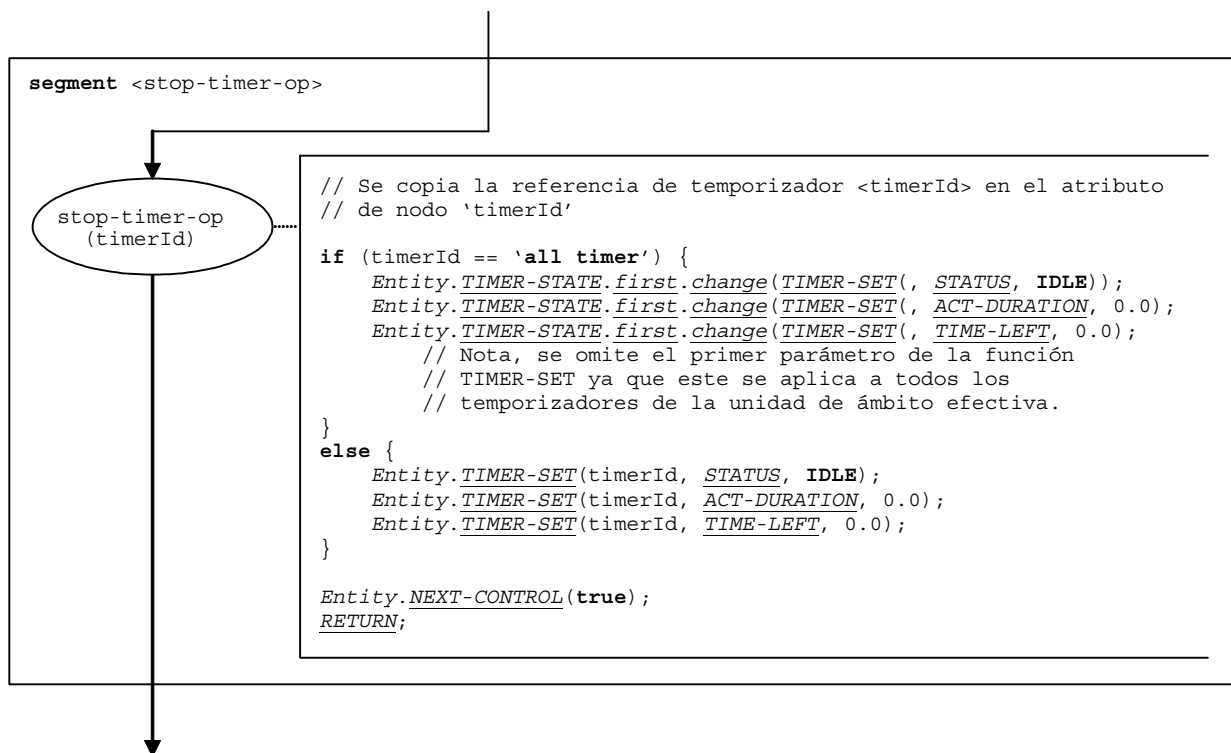 segment <stop-timer-op>
stop-timer-op
(timerId)
// Se copia la referencia de temporizador <timerId> en el atributo
// de nodo ‘timerId’
if (timerId == ‘all timer’) {
Entity.TIMER-STATE.first.change(TIMER-SET(, STATUS, IDLE));
Entity.TIMER-STATE.first.change(TIMER-SET(, ACT-DURATION, 0.0);
Entity.TIMER-STATE.first.change(TIMER-SET(, TIME-LEFT, 0.0);
// Nota, se omite el primer parámetro de la función
// TIMER-SET ya que este se aplica a todos los
// temporizadores de la unidad de ámbito efectiva.
}
else {
Entity.TIMER-SET(timerId, STATUS, IDLE);
Entity.TIMER-SET(timerId, ACT-DURATION, 0.0);
Entity.TIMER-SET(timerId, TIME-LEFT, 0.0);
}
Entity.NEXT-CONTROL(true);
RETURN;